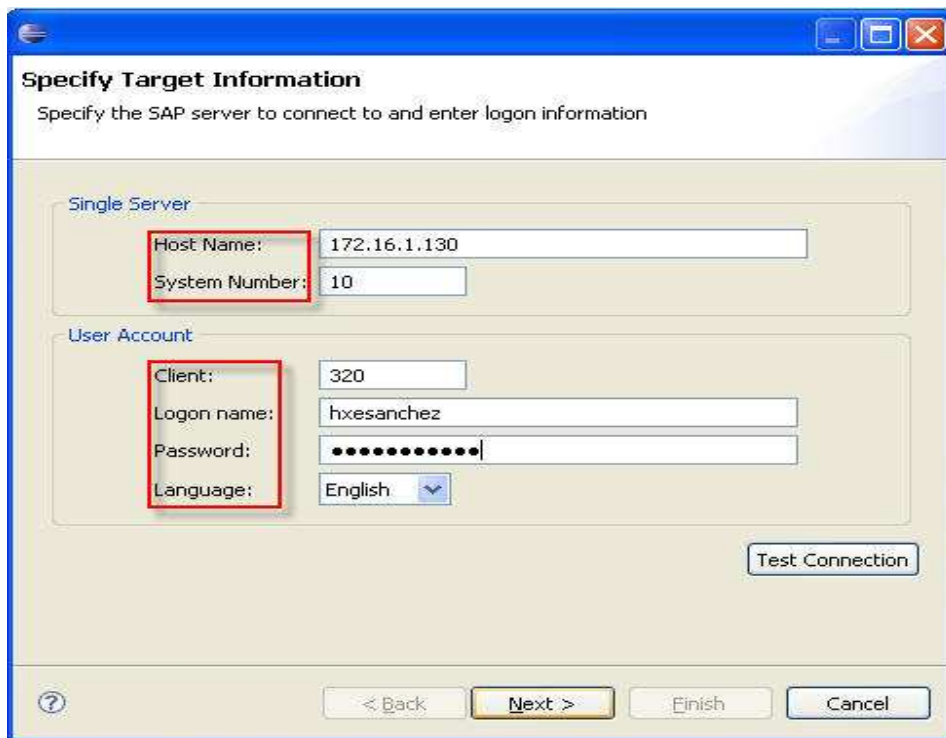 Specify Target Information
Specify the SAP server to connect to and enter logon information
Single Server
Host Name: 172.16.1.130
System Number: 10
User Account
Client: 320
Logon name: hxesanchez
Password: ●●●●●●●●●●●
Language: English
Test Connection
? < Back Next > Finish Cancel